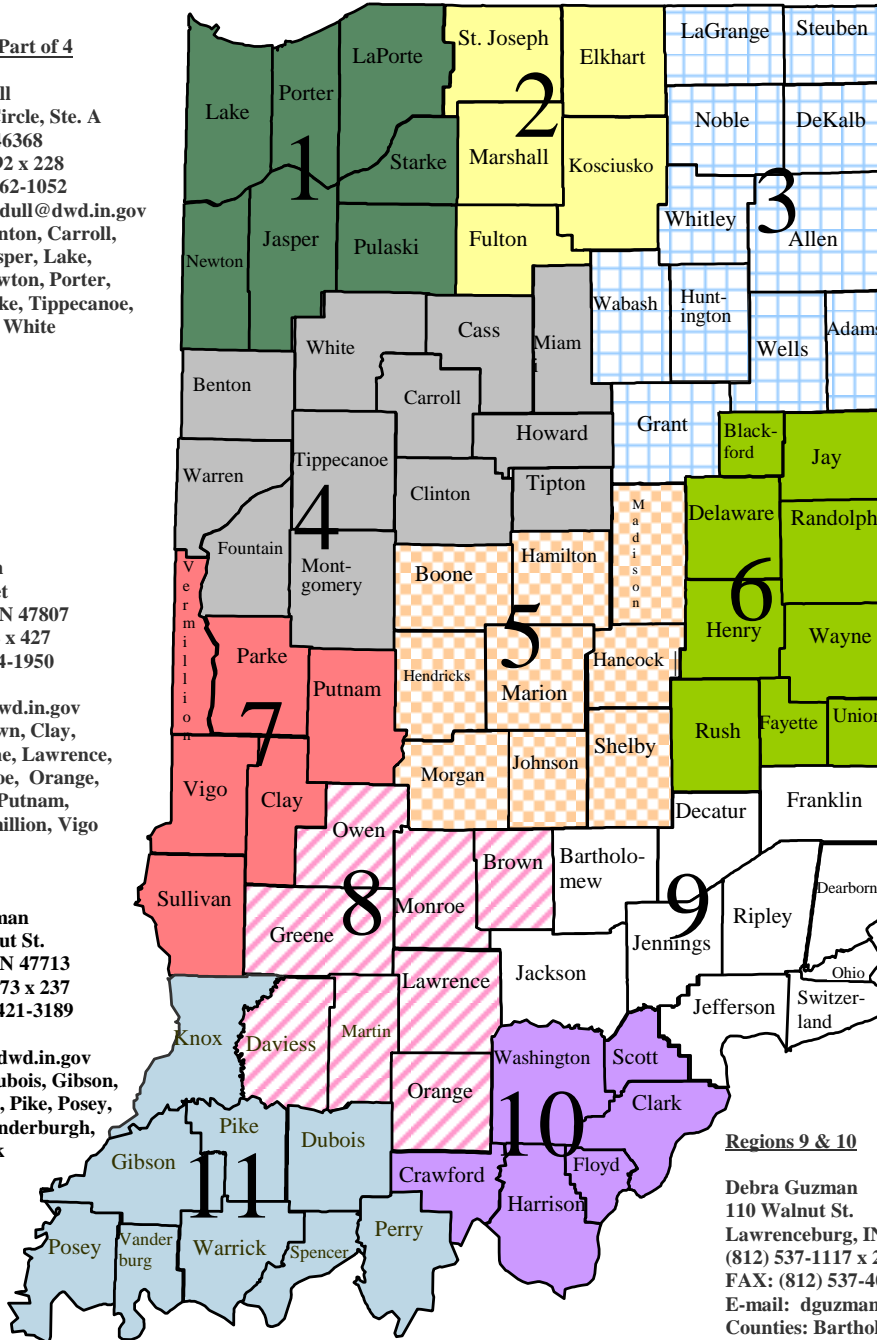 Part of 4
ll
Circle, Ste. A
46368
92 x 228
62-1052
dull@dwd.in.gov
nton, Carroll,
sper, Lake,
wton, Porter,
ke, Tippecanoe,
White
n
et
N 47807
x 427
4-1950
wd.in.gov
wn, Clay,
ne, Lawrence,
oe, Orange,
Putnam,
million, Vigo
man
ut St.
N 47713
73 x 237
421-3189
dwd.in.gov
ubois, Gibson,
, Pike, Posey,
nderburgh,
k
Lake
Porter
LaPorte
1
Starke
Newton
Jasper
Pulaski
St. Joseph
Elkhart
2
Marshall
Kosciusko
Fulton
LaGrange
Steuben
Noble
DeKalb
3
Whitley
Allen
Wabash
Hunt-
ington
Wells
Adams
Grant
White
Cass
Miam
i
Benton
Carroll
Howard
Warren
Tippecanoe
Clinton
Tipton
4
Fountain
Mont-
gomery
Boone
Hamilton
Madison
5
Hendricks
Marion
Hancock
Morgan
Johnson
Shelby
Black-
ford
Jay
Delaware
Randolph
6
Henry
Wayne
Rush
Fayette
Union
Vermillion
Parke
Putnam
7
Vigo
Clay
Sullivan
Owen
8
Monroe
Brown
Greene
Lawrence
Daviess
Martin
Orange
Decatur
Franklin
Bartholo-
mew
9
Jennings
Ripley
Dearborn
Jackson
Ohio
Jefferson
Switzer-
land
Washington
Scott
10
Clark
Crawford
Floyd
Harrison
Knox
Pike
Dubois
Gibson
11
Posey
Vander
burg
Warrick
Spencer
Perry
Regions 9 & 10
Debra Guzman
110 Walnut St.
Lawrenceburg, IN
(812) 537-1117 x 2
FAX: (812) 537-40
E-mail: dguzman
Counties: Barthol